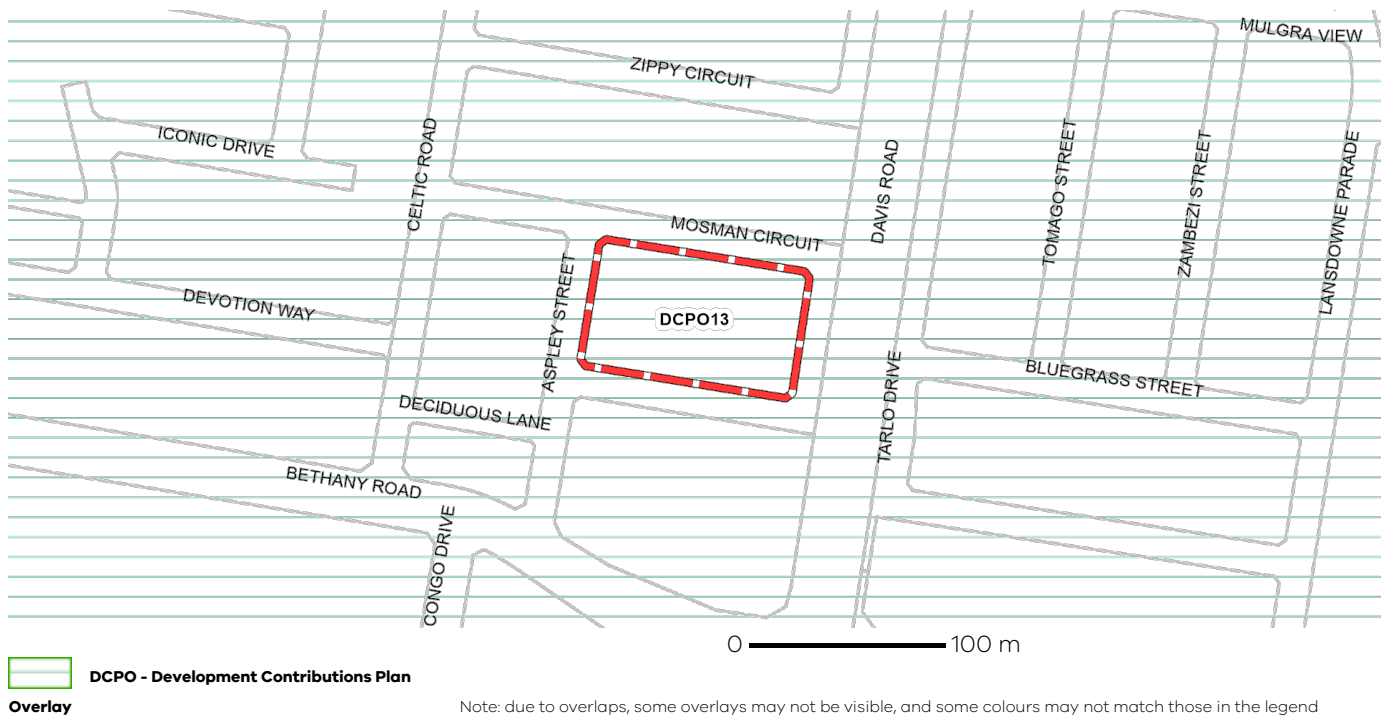 MULGRA VIEW
ZIPPY CIRCUIT
ICONIC DRIVE
CELTIC ROAD
DAVIS ROAD
TOMAGO STREET
ZAMBEZI STREET
LANSDOWNE PARADE
MOSMAN CIRCUIT
ASPLEY STREET
DEVOTION WAY
DCPO13
TARLO DRIVE
BLUEGRASS STREET
DECIDUOUS LANE
BETHANY ROAD
CONGO DRIVE
0 100 m
DCPO - Development Contributions Plan
Overlay
Note: due to overlaps, some overlays may not be visible, and some colours may not match those in the legend